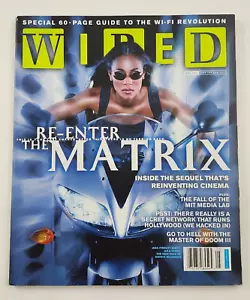 SPECIAL 60-PAGE GUIDE TO THE WI-FI REVOLUTION
WIRED
RE-ENTER
THE MATRIX
INSIDE THE SEQUEL THAT'S
REINVENTING CINEMA
PLUS
THE FALL OF THE
MIT MEDIA LAB
PSST: THERE REALLY IS A
SECRET NETWORK THAT RUNS
HOLLYWOOD (WE HACKED IN)
GO TO HELL WITH THE
MASTER OF DOOM III